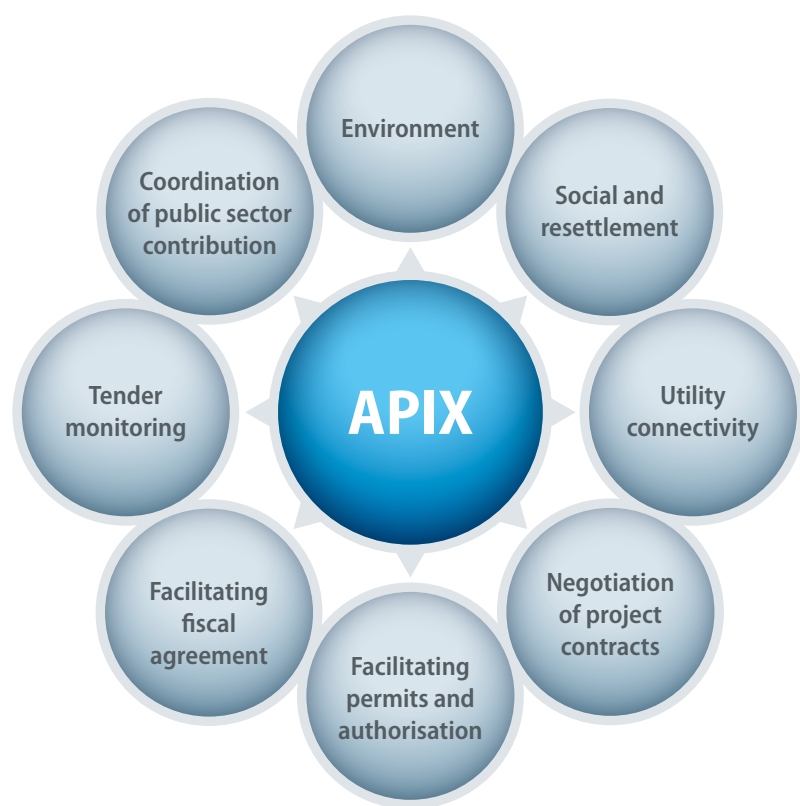 Environment
Social and
resettlement
Utility
connectivity
Negotiation
of project
contracts
Facilitating
permits and
authorisation
Facilitating
fiscal
agreement
Tender
monitoring
Coordination
of public sector
contribution
APIX